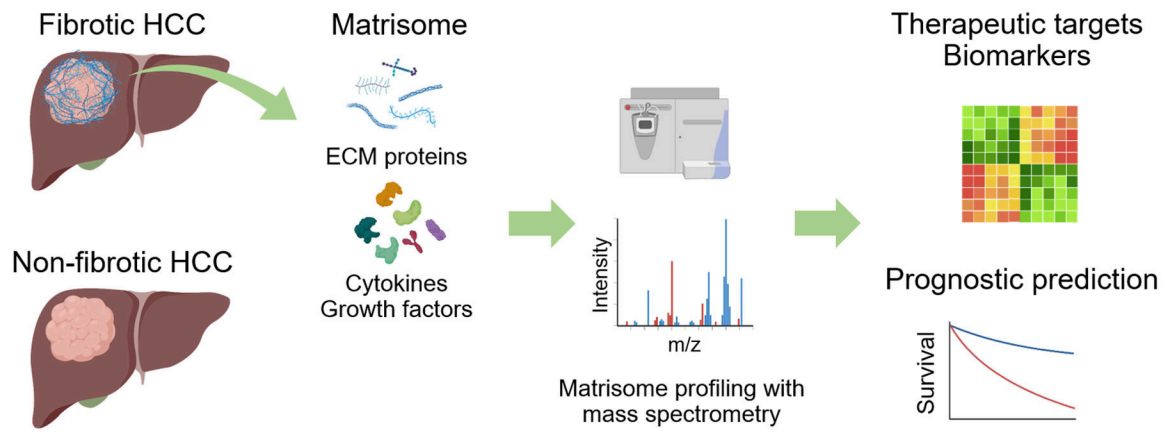 Fibrotic HCC
Non-fibrotic HCC
Matrisome
ECM proteins
Cytokines
Growth factors
Intensity
m/z
Matrisome profiling with
mass spectrometry
Therapeutic targets
Biomarkers
Prognostic prediction
Survival